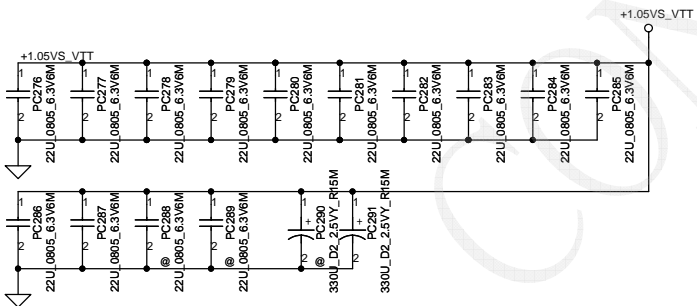 +1.05VS_VTT
+1.05VS_VTT
1
2
PC276
22U_0805_6.3V6M
1
2
PC277
22U_0805_6.3V6M
1
2
PC278
22U_0805_6.3V6M
1
2
PC279
22U_0805_6.3V6M
1
2
PC280
22U_0805_6.3V6M
1
2
PC281
22U_0805_6.3V6M
1
2
PC282
22U_0805_6.3V6M
1
2
PC283
22U_0805_6.3V6M
1
2
PC284
22U_0805_6.3V6M
1
2
PC285
22U_0805_6.3V6M
1
2
PC286
22U_0805_6.3V6M
1
2
PC287
22U_0805_6.3V6M
1
2
PC288
@
22U_0805_6.3V6M
1
2
PC289
@
22U_0805_6.3V6M
1
+
2
PC290
@
330U_D2_2.5VY_R15M
1
+
2
PC291
330U_D2_2.5VY_R15M